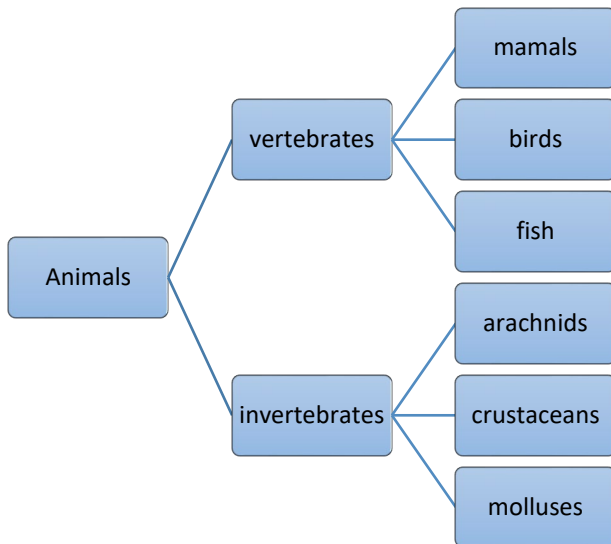 mamals
vertebrates
birds
fish
Animals
arachnids
invertebrates
crustaceans
molluses